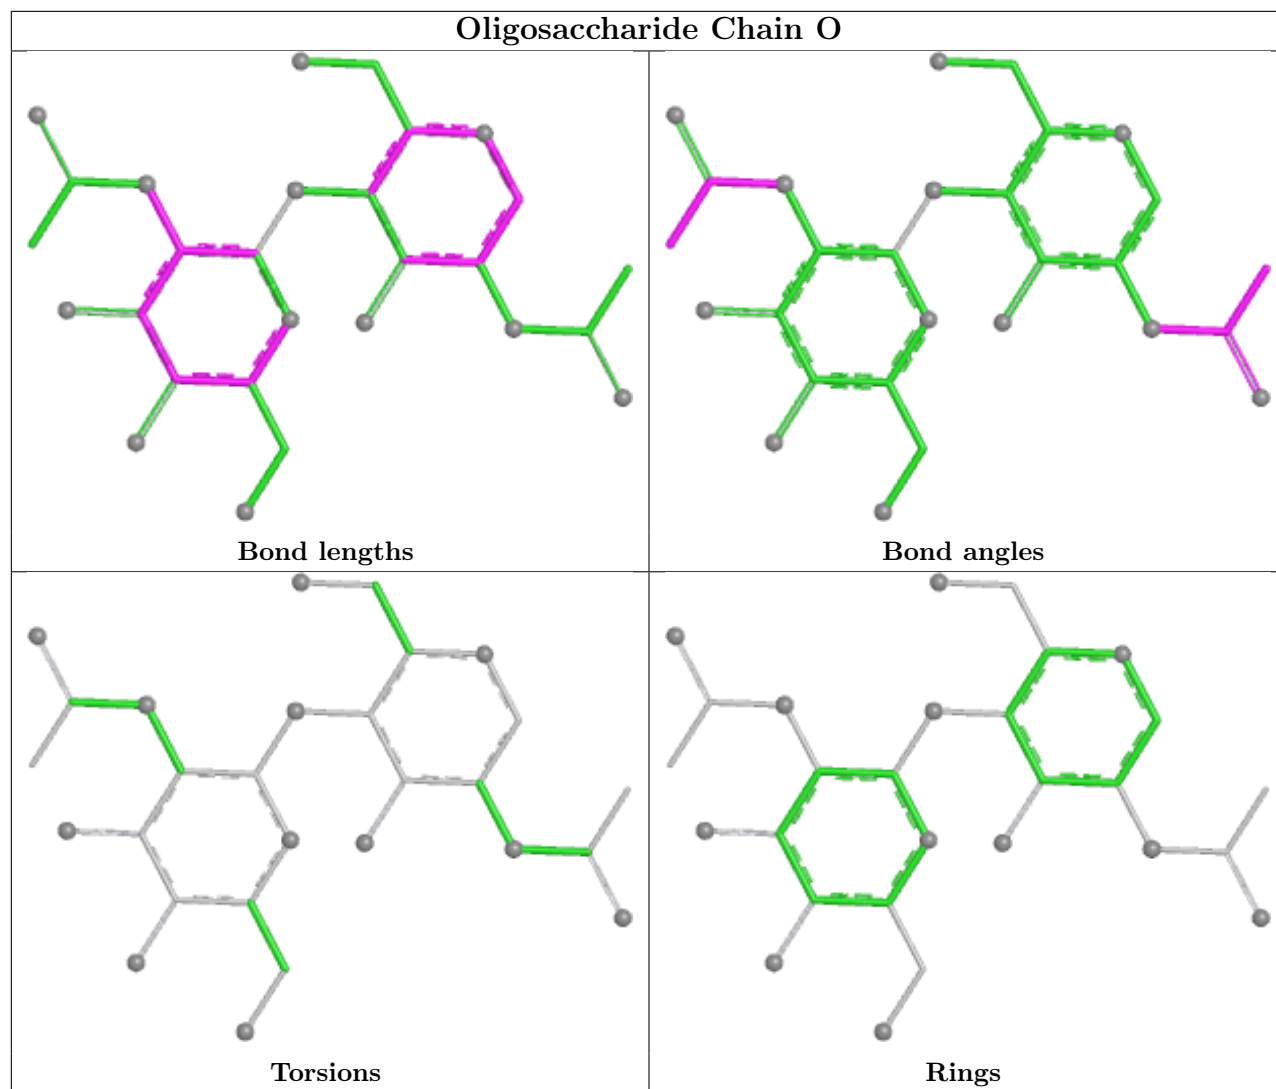 Oligosaccharide Chain O
Bond lengths
Bond angles
Torsions
Rings